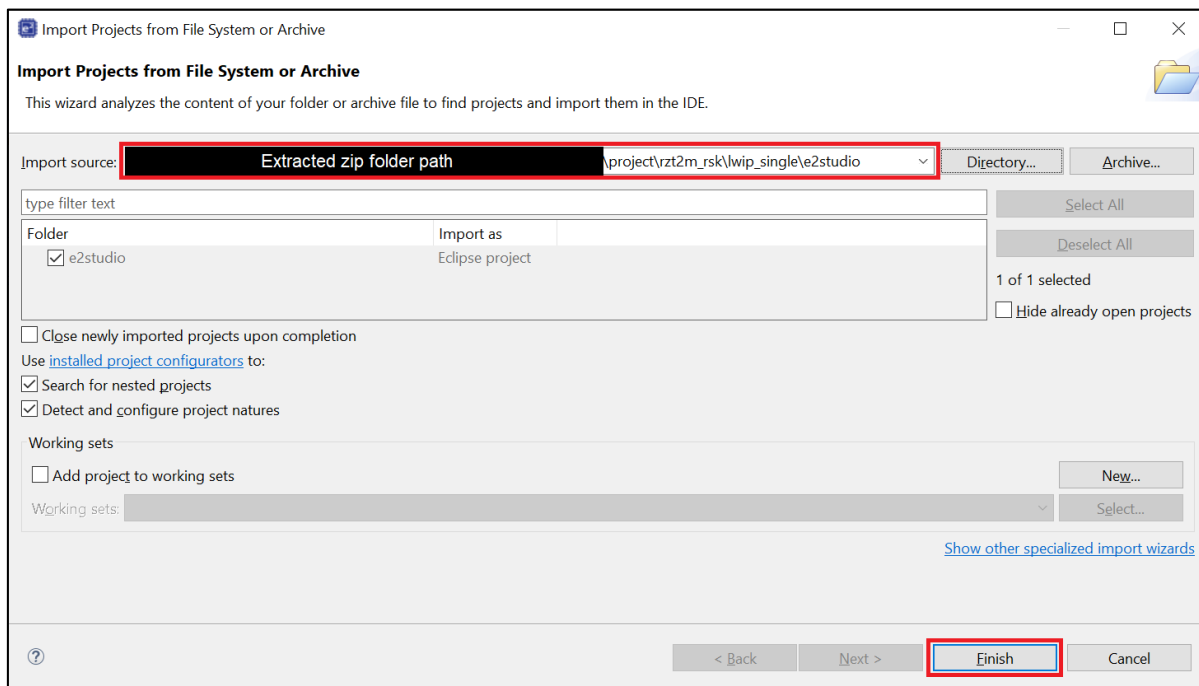 Import Projects from File System or Archive
Import Projects from File System or Archive
This wizard analyzes the content of your folder or archive file to find projects and import them in the IDE.
Import source: Extracted zip folder path \project\rzt2m_rsk\lwip_single\e2studio Directory... Archive...
type filter text Select All
Folder Import as
e2studio Eclipse project
Deselect All
1 of 1 selected
Hide already open projects
Close newly imported projects upon completion
Use installed project configurators to:
Search for nested projects
Detect and configure project natures
Working sets
Add project to working sets New...
Working sets: Select...
Show other specialized import wizards
? < Back Next > Finish Cancel